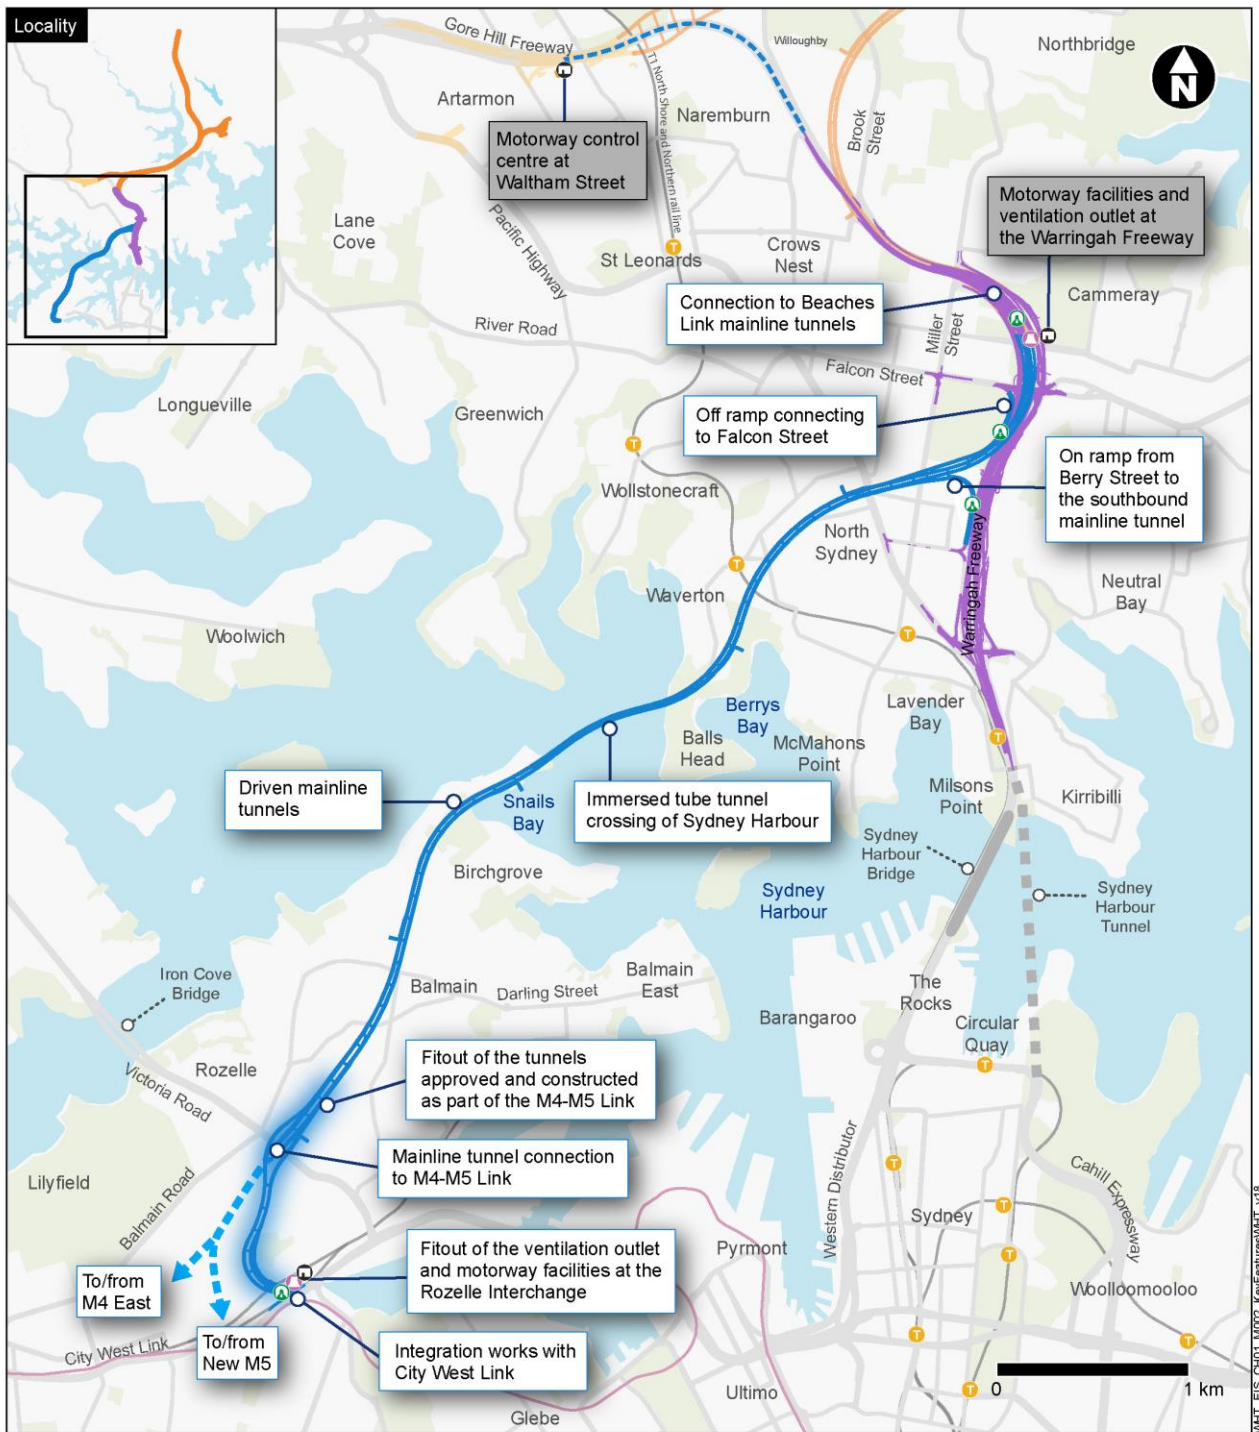 Locality
Gore Hill Freeway
Willoughby
Northbridge
N
Artarmon
T1 North Shore and Northern rail line
Naremburn
Brook
Street
Motorway control
centre at
Waltham Street
Motorway facilities and
ventilation outlet at
the Warringah Freeway
Lane
Cove
Pacific Highway
T
St Leonards
Crows
Nest
Connection to Beaches
Link mainline tunnels
Cammeray
River Road
Miller
Street
Falcon Street
Longueville
Greenwich
Off ramp connecting
to Falcon Street
T
On ramp from
Berry Street to
the southbound
mainline tunnel
Wollstonecraft
North
Sydney
Warringah Freeway
T
Neutral
Bay
Waverton
Woolwich
T
Berrys
Bay
Lavender
Bay
Balls
Head
McMahons
Point
T
Driven mainline
tunnels
Snails
Bay
Immersed tube tunnel
crossing of Sydney Harbour
Milsons
Point
Kirribilli
Sydney
Harbour
Bridge
Birchgrove
Sydney
Harbour
Sydney
Harbour
Tunnel
Iron Cove
Bridge
Balmain
Darling Street
Balmain
East
The
Rocks
Barangaroo
Circular
Quay
T
Rozelle
Victoria Road
Fitout of the tunnels
approved and constructed
as part of the M4-M5 Link
Mainline tunnel connection
to M4-M5 Link
Western Distributor
T
Cahill Expressway
Lilyfield
Balmain Road
T
Sydney
Pyrmont
T
Fitout of the ventilation outlet
and motorway facilities at the
Rozelle Interchange
To/from
M4 East
Woolloomooloo
To/from
New M5
City West Link
Integration works with
City West Link
T
T
T
0
1 km
Ultimo
Glebe
WHT_EIS_CH01_M002_KeyFeaturesWHT_v18